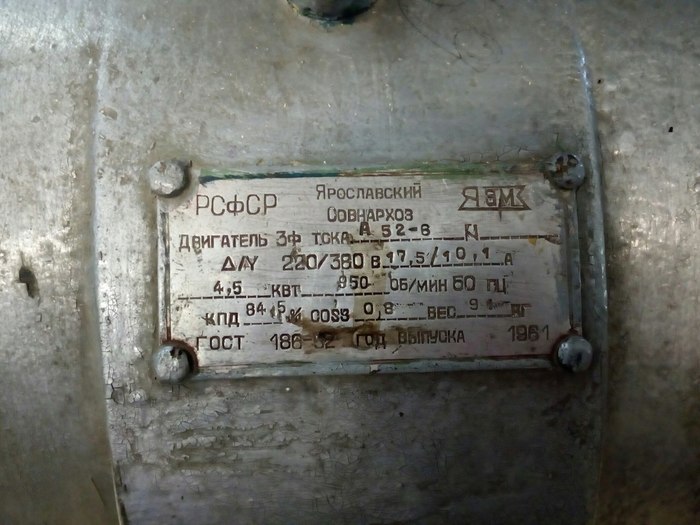 РСФСР ЯРОСЛАВСКИЙ СОВНАРХОЗ ЯЭМЗ
ДВИГАТЕЛЬ 3Ф ТОКА А 52-6 N
Δ/Y 220/380 В 17,5/10,1 А
4,5 КВТ 950 ОБ/МИН 50 ГЦ
КПД 84,5 % COSφ 0,8 ВЕС КГ
ГОСТ 186-52 ГОД ВЫПУСКА 1961